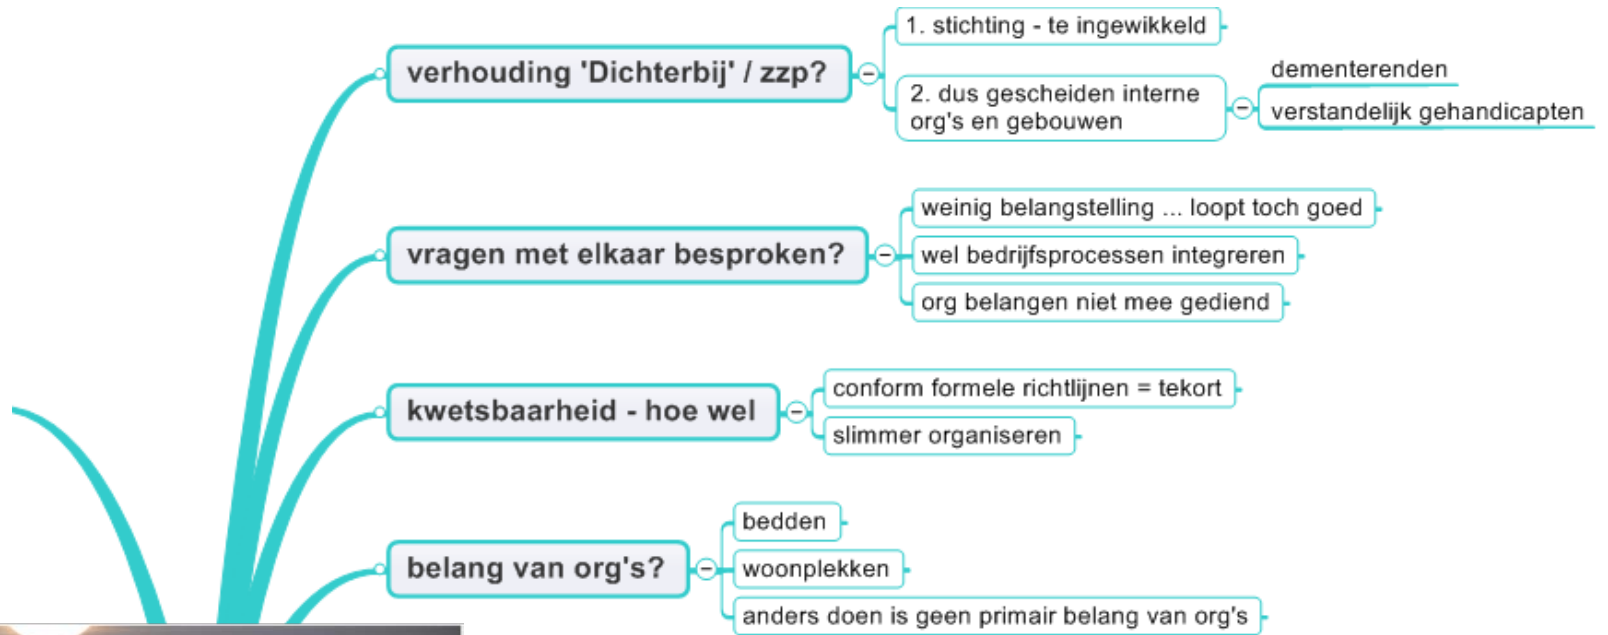 verhouding 'Dichterbij' / zzp?
1. stichting - te ingewikkeld
2. dus gescheiden interne
org's en gebouwen
dementerenden
verstandelijk gehandicapten
vragen met elkaar besproken?
weinig belangstelling ... loopt toch goed
wel bedrijfsprocessen integreren
org belangen niet mee gediend
kwetsbaarheid - hoe wel
conform formele richtlijnen = tekort
slimmer organiseren
belang van org's?
bedden
woonplekken
anders doen is geen primair belang van org's